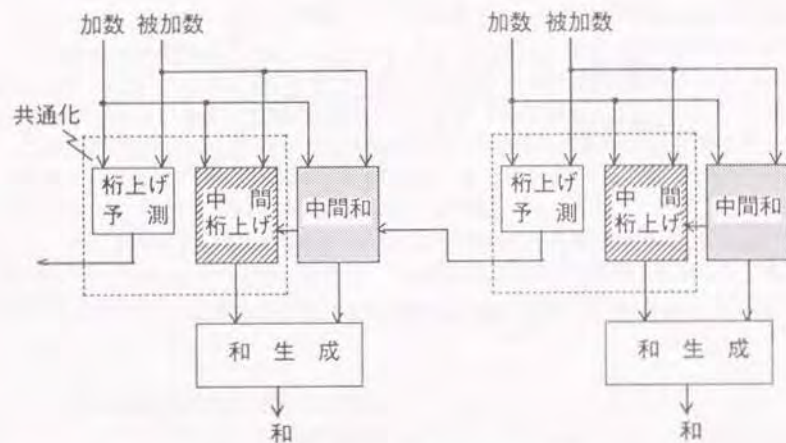 加数 被加数
加数 被加数
共通化
桁上げ
予 測
中 間
桁上げ
中間和
桁上げ
予 測
中 間
桁上げ
中間和
和 生 成
和 生 成
和
和